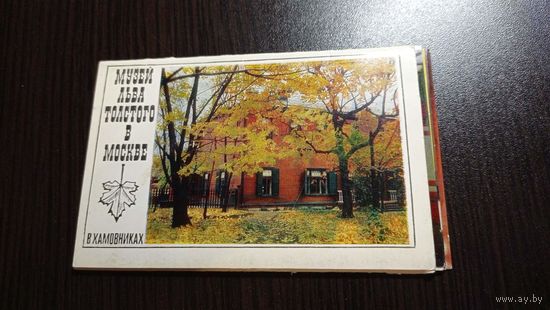 МУЗЕЙ
ЛЬВА
ТОЛСТОГО
В
МОСКВЕ
В ХАМОВНИКАХ
www.ay.by